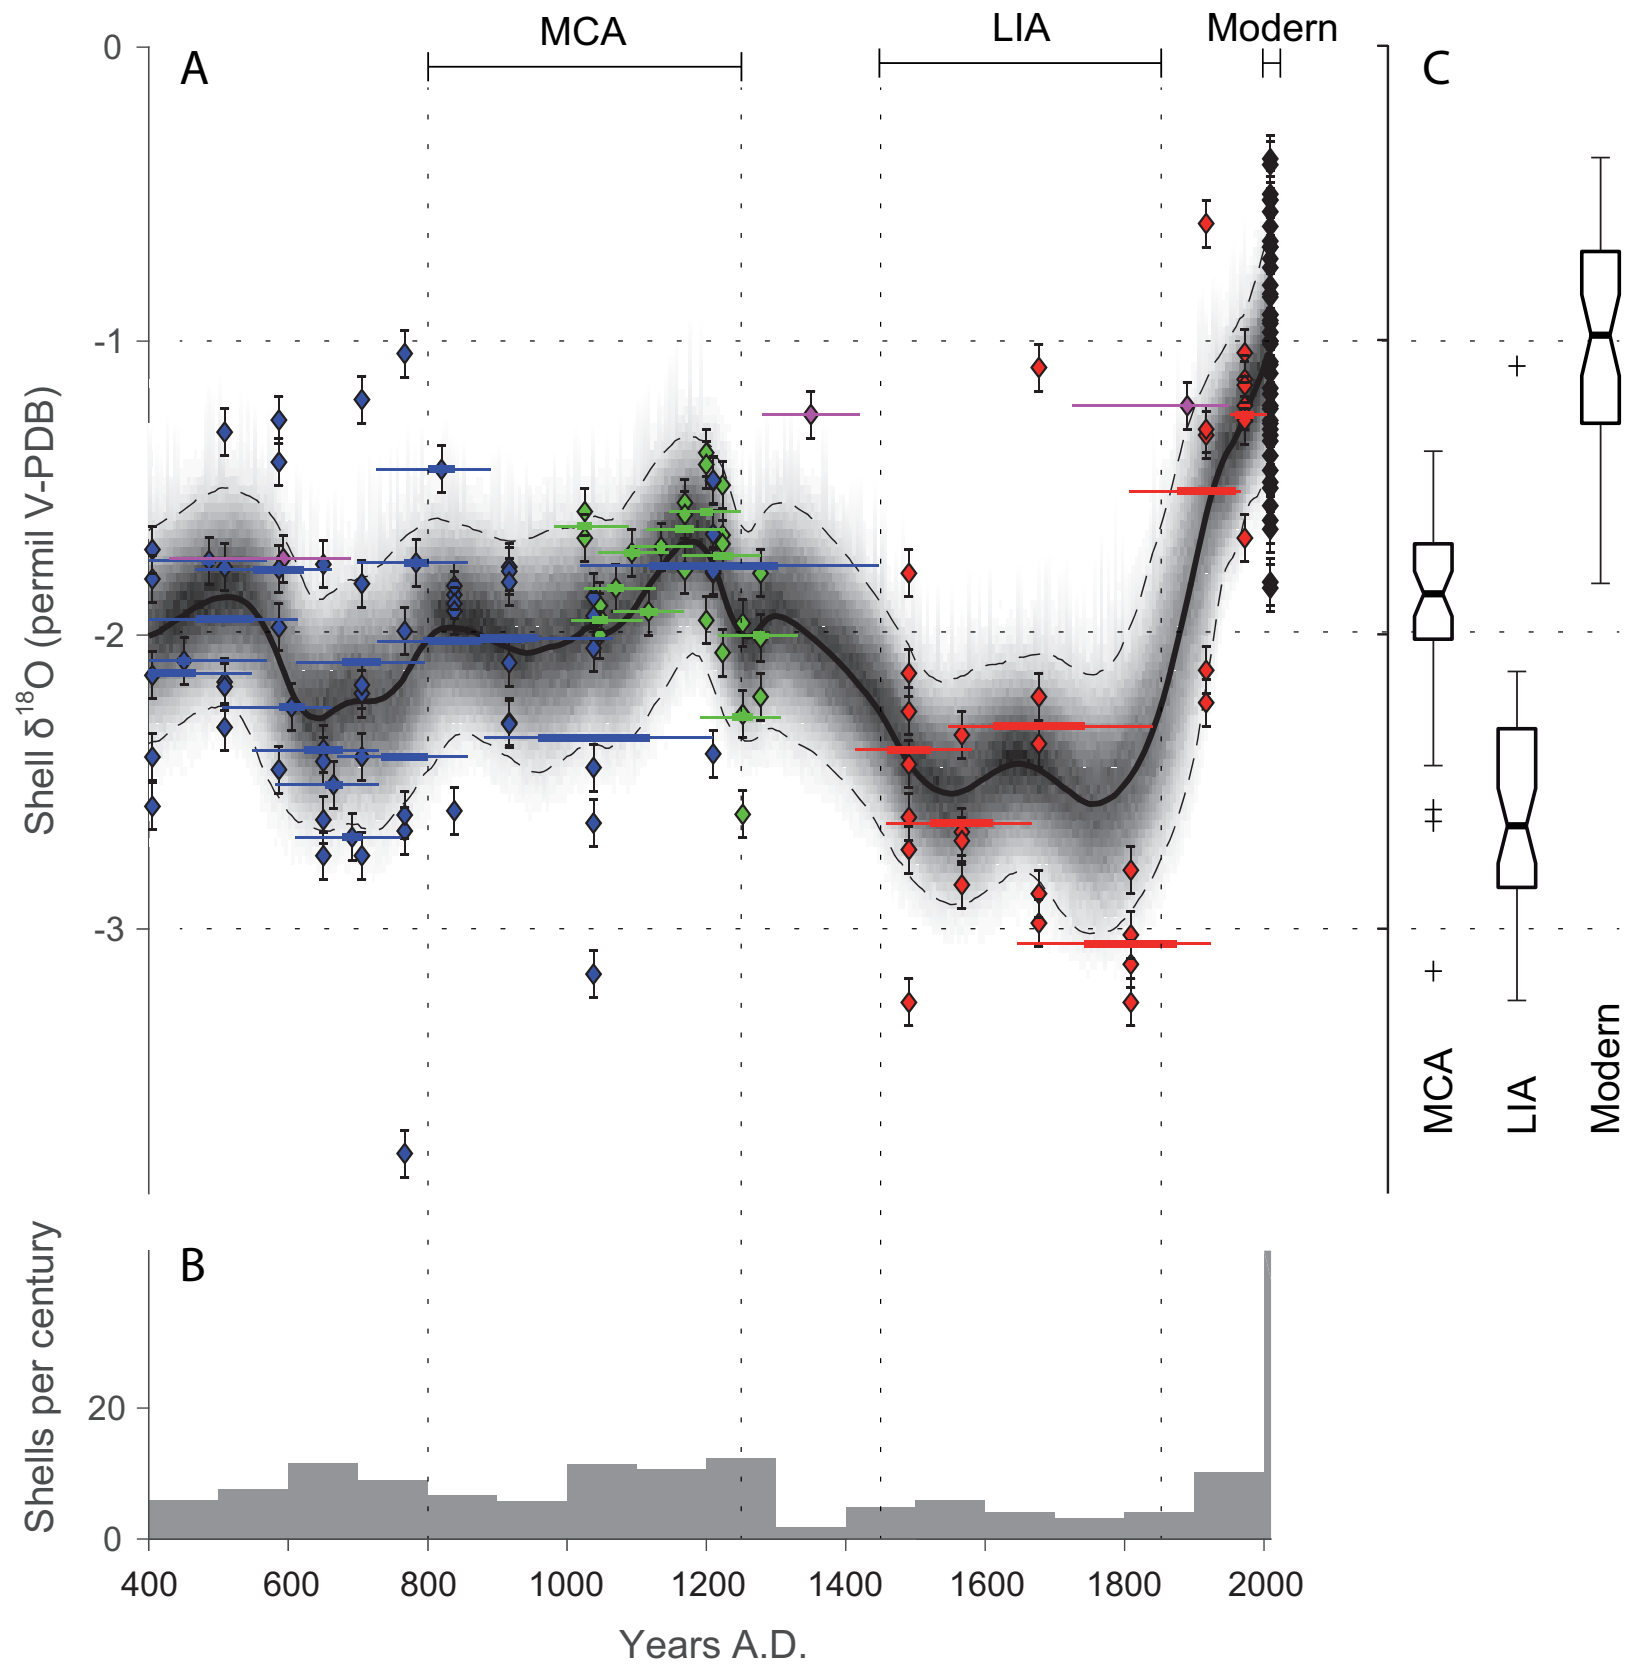 MCA
LIA
Modern
A
C
0
-1
-2
-3
Shell δ18O (permil V-PDB)
MCA
LIA
Modern
B
Shells per century
20
0
400 600 800 1000 1200 1400 1600 1800 2000
Years A.D.